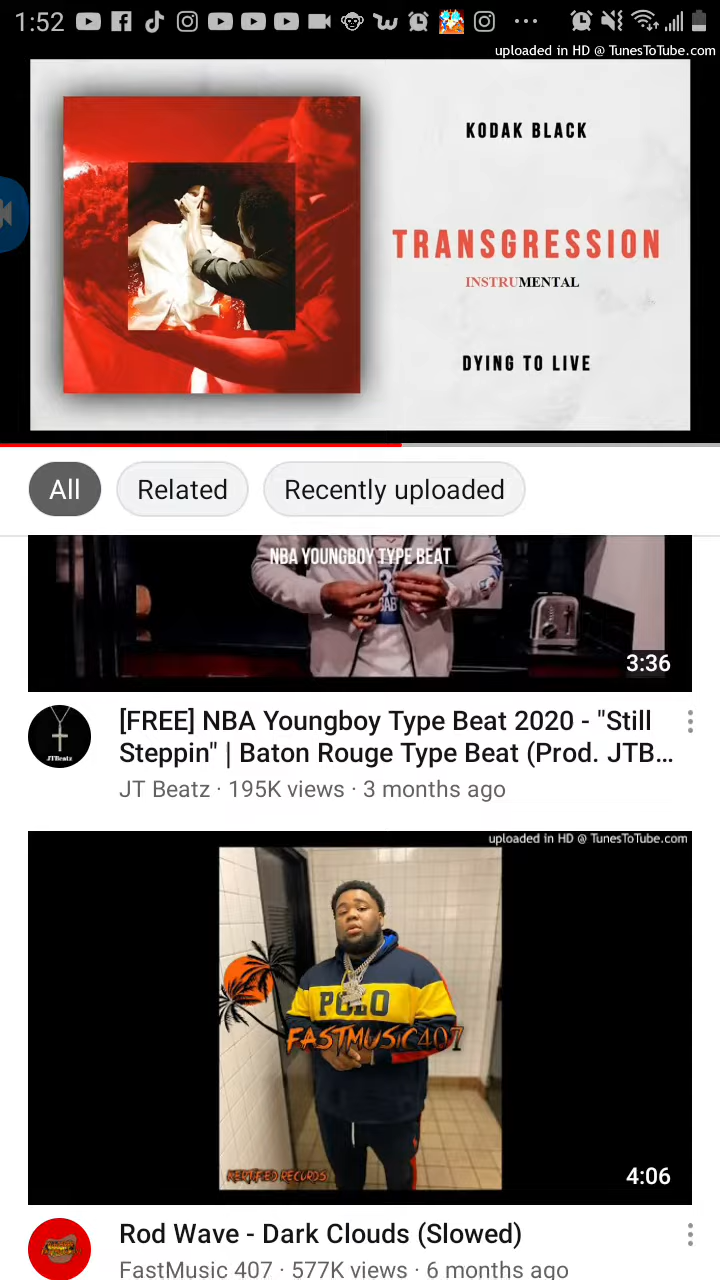 1:52
uploaded in HD @ TunesToTube.com
KODAK BLACK
TRANSGRESSION
INSTRUMENTAL
DYING TO LIVE
All
Related
Recently uploaded
NBA YOUNGBOY TYPE BEAT
3:36
[FREE] NBA Youngboy Type Beat 2020 - "Still
Steppin" | Baton Rouge Type Beat (Prod. JTB...
JTBeatz
JT Beatz · 195K views · 3 months ago
uploaded in HD @ TunesToTube.com
POLO
FASTMUSIC407
KERTIFIED RECORDS
4:06
Rod Wave - Dark Clouds (Slowed)
FastMusic 407 · 577K views · 6 months ago